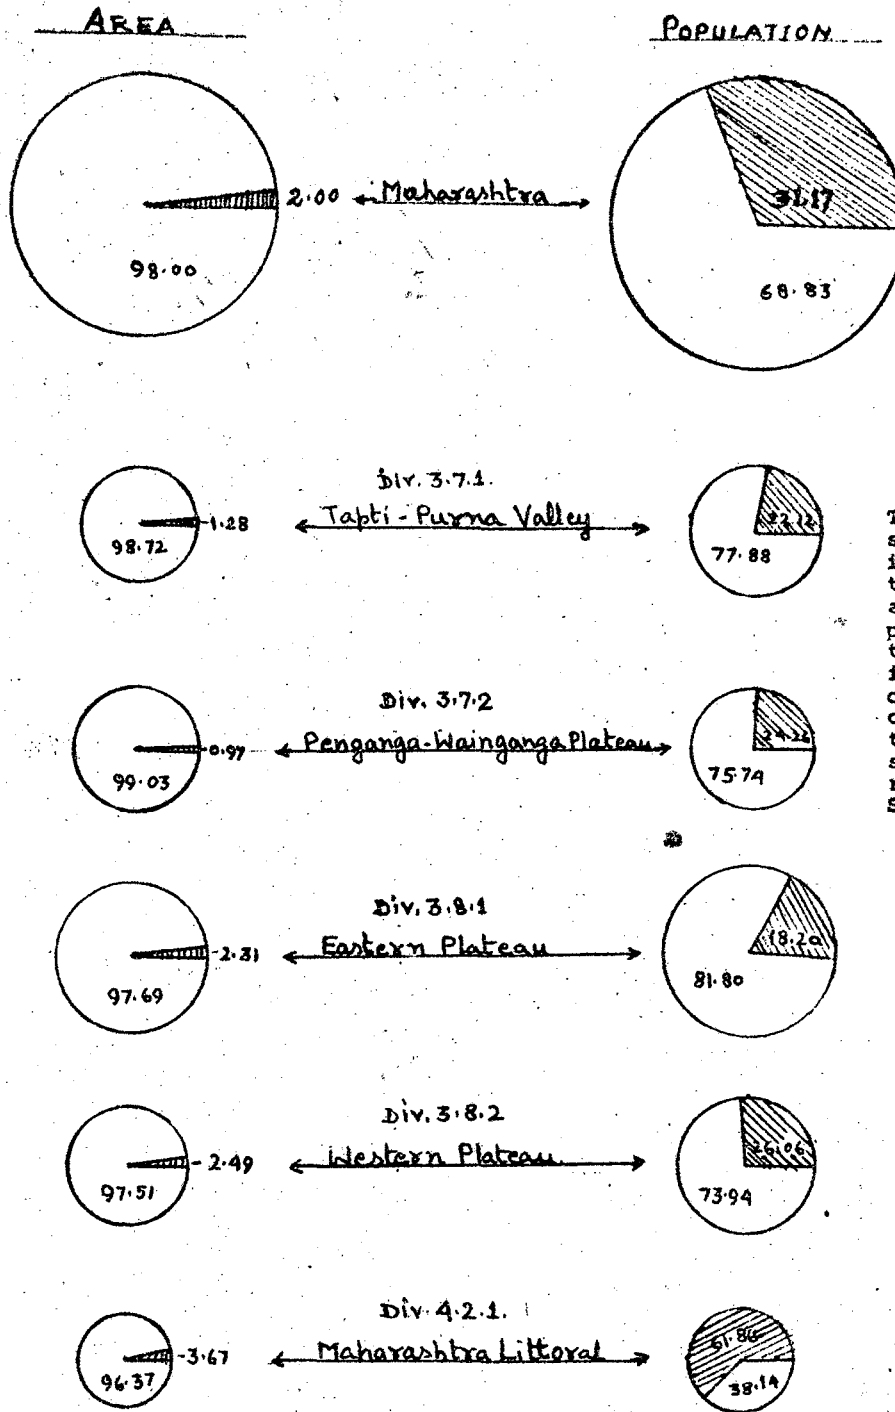 AREA
POPULATION
2.00 Maharashtra 31.17
98.00
68.83
Div. 3.7.1.
1.28 Tapti-Purna Valley 22.12
98.72
77.88
Div. 3.7.2
0.97 Penganga-Wainganga Plateau 24.26
99.03
75.74
Div. 3.8.1
2.31 Eastern Plateau 18.20
97.69
81.80
Div. 3.8.2
2.49 Western Plateau 26.06
97.51
73.94
Div. 4.2.1.
3.67 Maharashtra Littoral 61.86
96.37
38.14